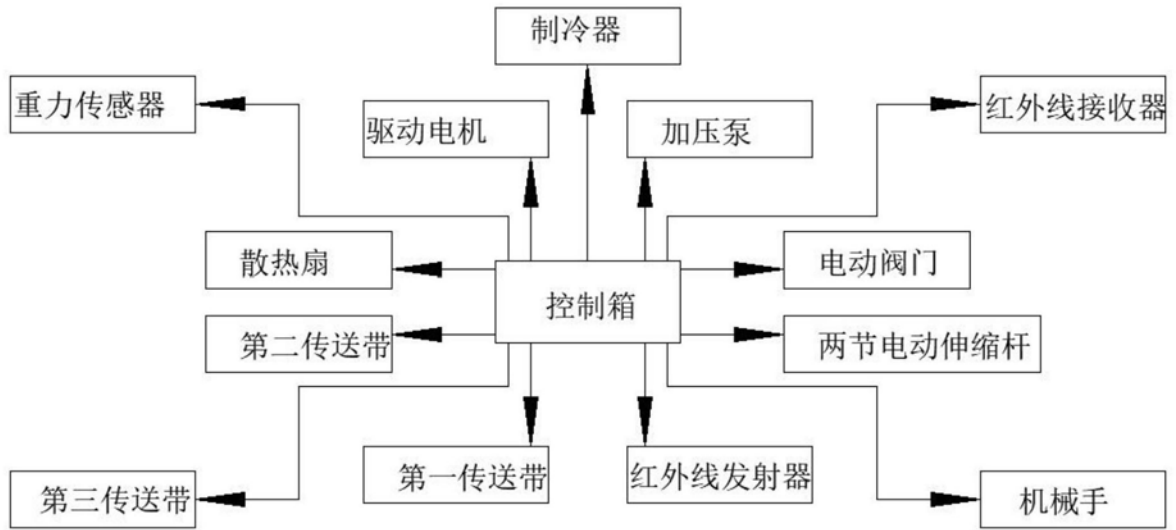 制冷器
重力传感器
红外线接收器
驱动电机
加压泵
散热扇
电动阀门
控制箱
第二传送带
两节电动伸缩杆
第一传送带
红外线发射器
第三传送带
机械手